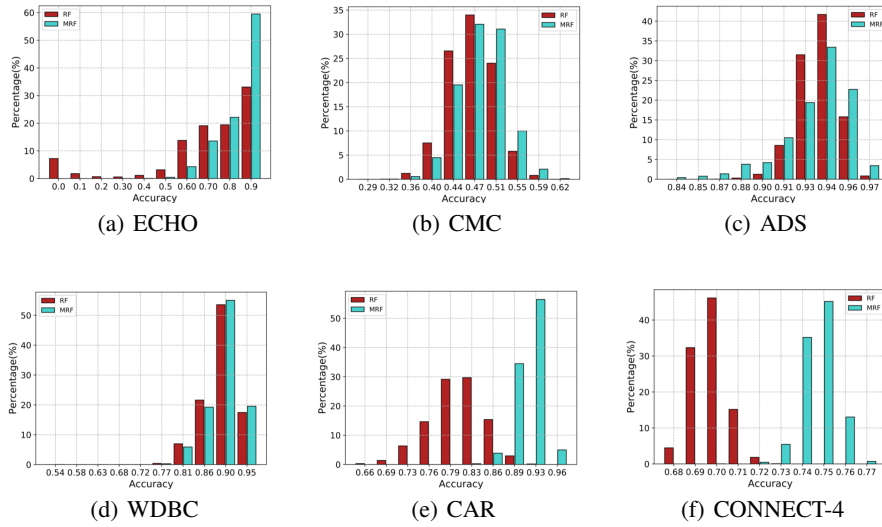 60
50
40
30
20
10
0
Percentage(%)
RF
MRF
0.0 0.1 0.2 0.30 0.4 0.5 0.60 0.70 0.8 0.9
Accuracy
(a) ECHO
35
30
25
20
15
10
5
0
Percentage(%)
RF
MRF
0.29 0.32 0.36 0.40 0.44 0.47 0.51 0.55 0.59 0.62
Accuracy
(b) CMC
40
35
30
25
20
15
10
5
0
Percentage(%)
RF
MRF
0.84 0.85 0.87 0.88 0.90 0.91 0.93 0.94 0.96 0.97
Accuracy
(c) ADS
50
40
30
20
10
0
Percentage(%)
RF
MRF
0.54 0.58 0.63 0.68 0.72 0.77 0.81 0.86 0.90 0.95
Accuracy
(d) WDBC
50
40
30
20
10
0
Percentage(%)
RF
MRF
0.66 0.69 0.73 0.76 0.79 0.83 0.86 0.89 0.93 0.96
Accuracy
(e) CAR
40
30
20
10
0
Percentage(%)
RF
MRF
0.68 0.69 0.70 0.71 0.72 0.73 0.74 0.75 0.76 0.77
Accuracy
(f) CONNECT-4